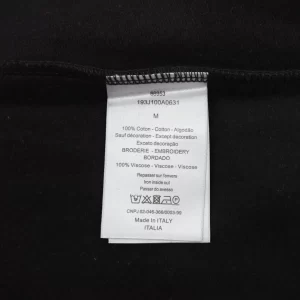 193J100A0631
M
100% Coton - Cotton - Algodão
Sauf décoration - Except decoration
Exceto decoração
BRODERIE - EMBROIDERY
BORDADO
100% Viscose - Viscose - Viscose
Repasser sur l'envers
Iron inside out
Passar do avesso
Made in ITALY
ITALIA